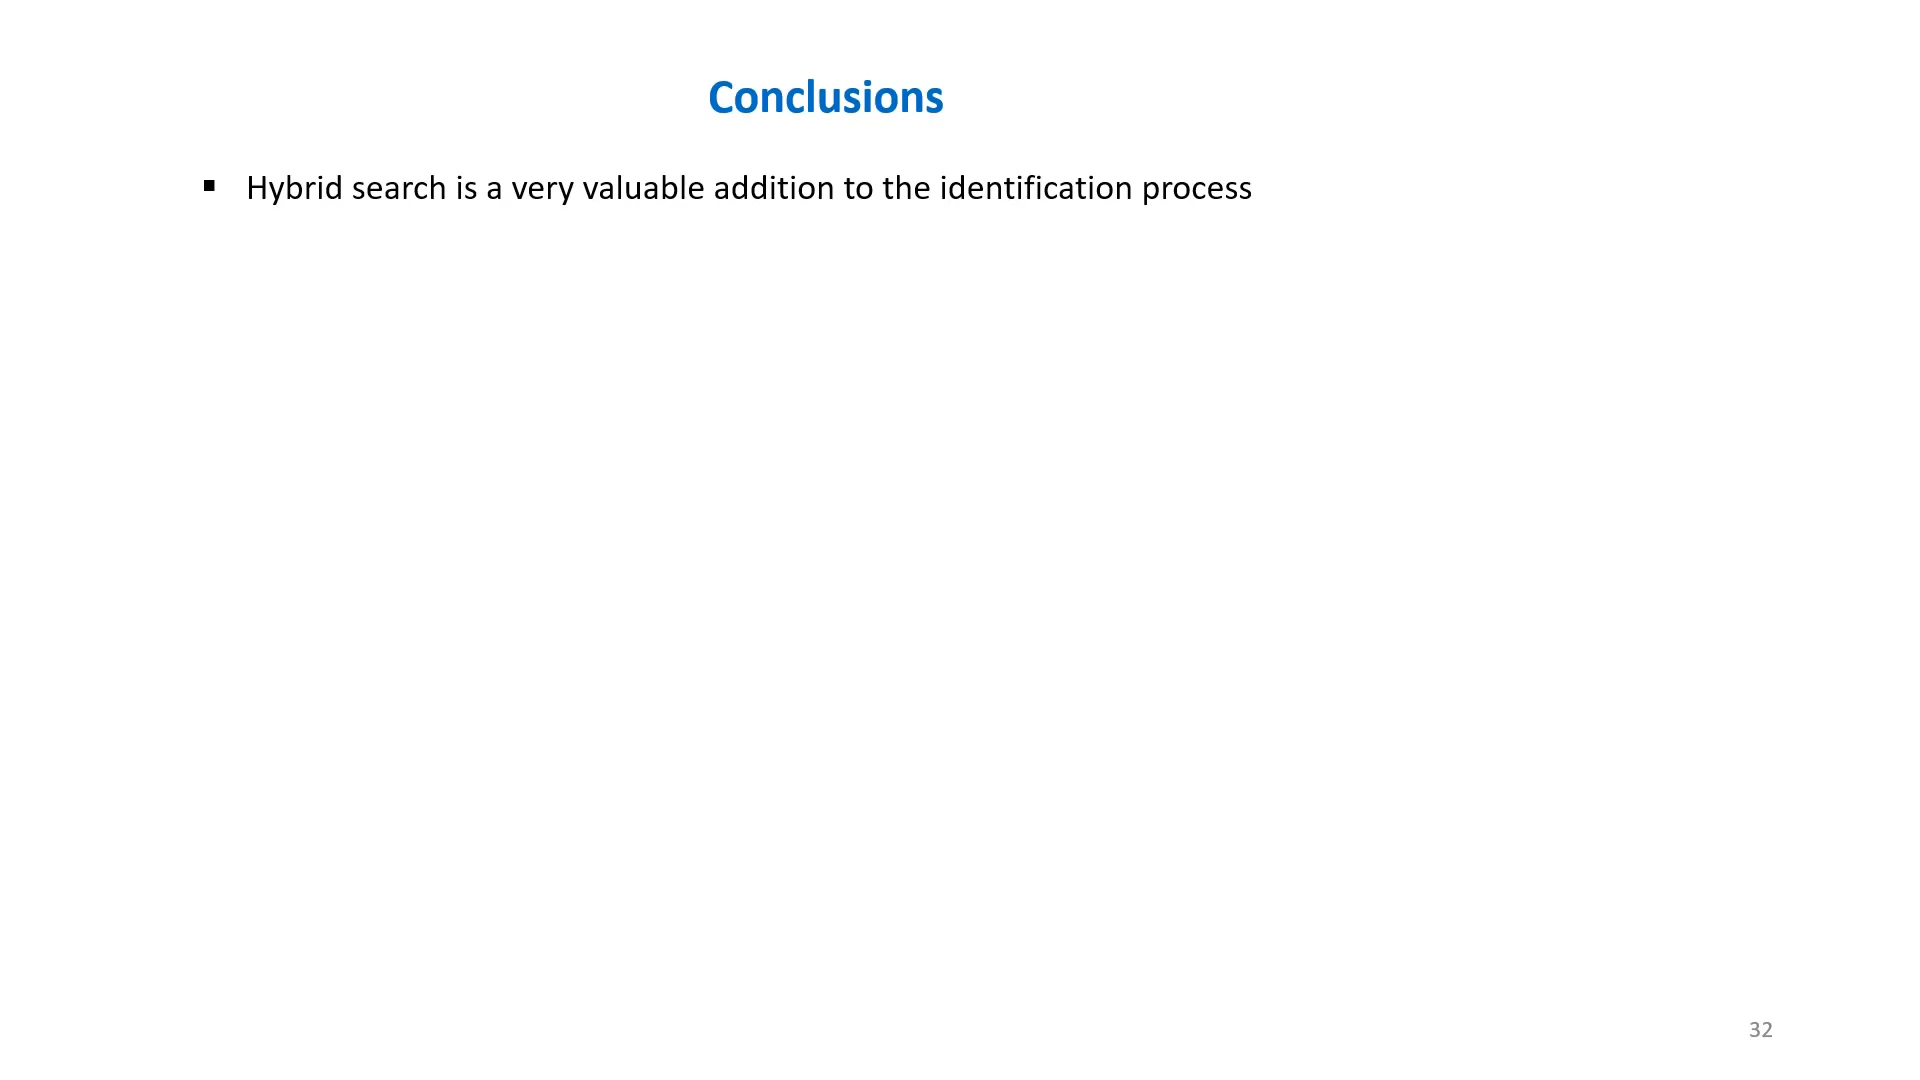 Conclusions
▪ Hybrid search is a very valuable addition to the identification process
32